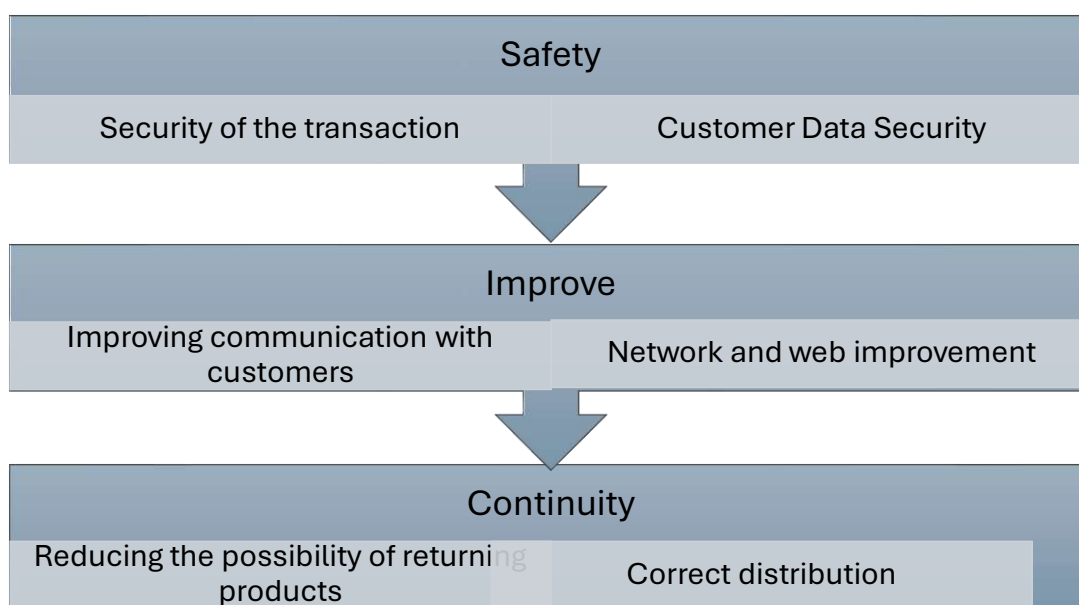 Safety
Security of the transaction
Customer Data Security
Improve
Improving communication with
customers
Network and web improvement
Continuity
Reducing the possibility of returning
products
Correct distribution